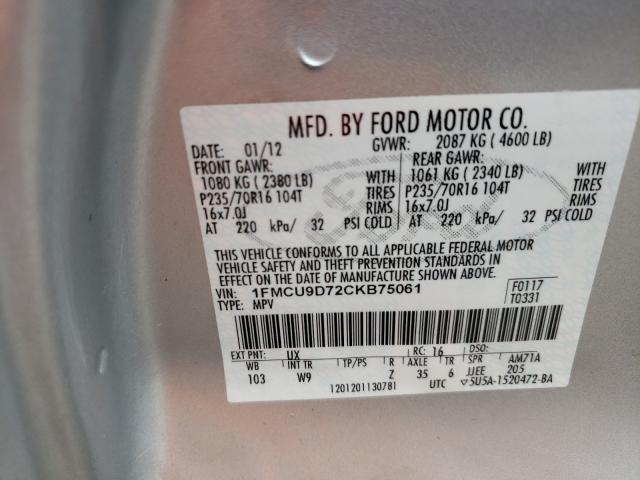 MFD. BY FORD MOTOR CO.
DATE: 01/12 GVWR: 2087 KG ( 4600 LB)
FRONT GAWR: REAR GAWR:
1080 KG ( 2380 LB) WITH 1061 KG ( 2340 LB) WITH
P235/70R16 104T TIRES P235/70R16 104T TIRES
16x7.0J RIMS 16x7.0J RIMS
AT 220 kPa/ 32 PSI COLD AT 220 kPa/ 32 PSI COLD
THIS VEHICLE CONFORMS TO ALL APPLICABLE FEDERAL MOTOR
VEHICLE SAFETY AND THEFT PREVENTION STANDARDS IN
EFFECT ON THE DATE OF MANUFACTURE SHOWN ABOVE.
VIN: 1FMCU9D72CKB75061 F0117
TYPE: MPV T0331
EXT PNT: UX RC: 16 DSO:
WB INT TR TP/PS R AXLE TR SPR AM71A
103 W9 Z 35 6 JJEE 205
1201201130781 UTC ▽5U5A-1520472-BA